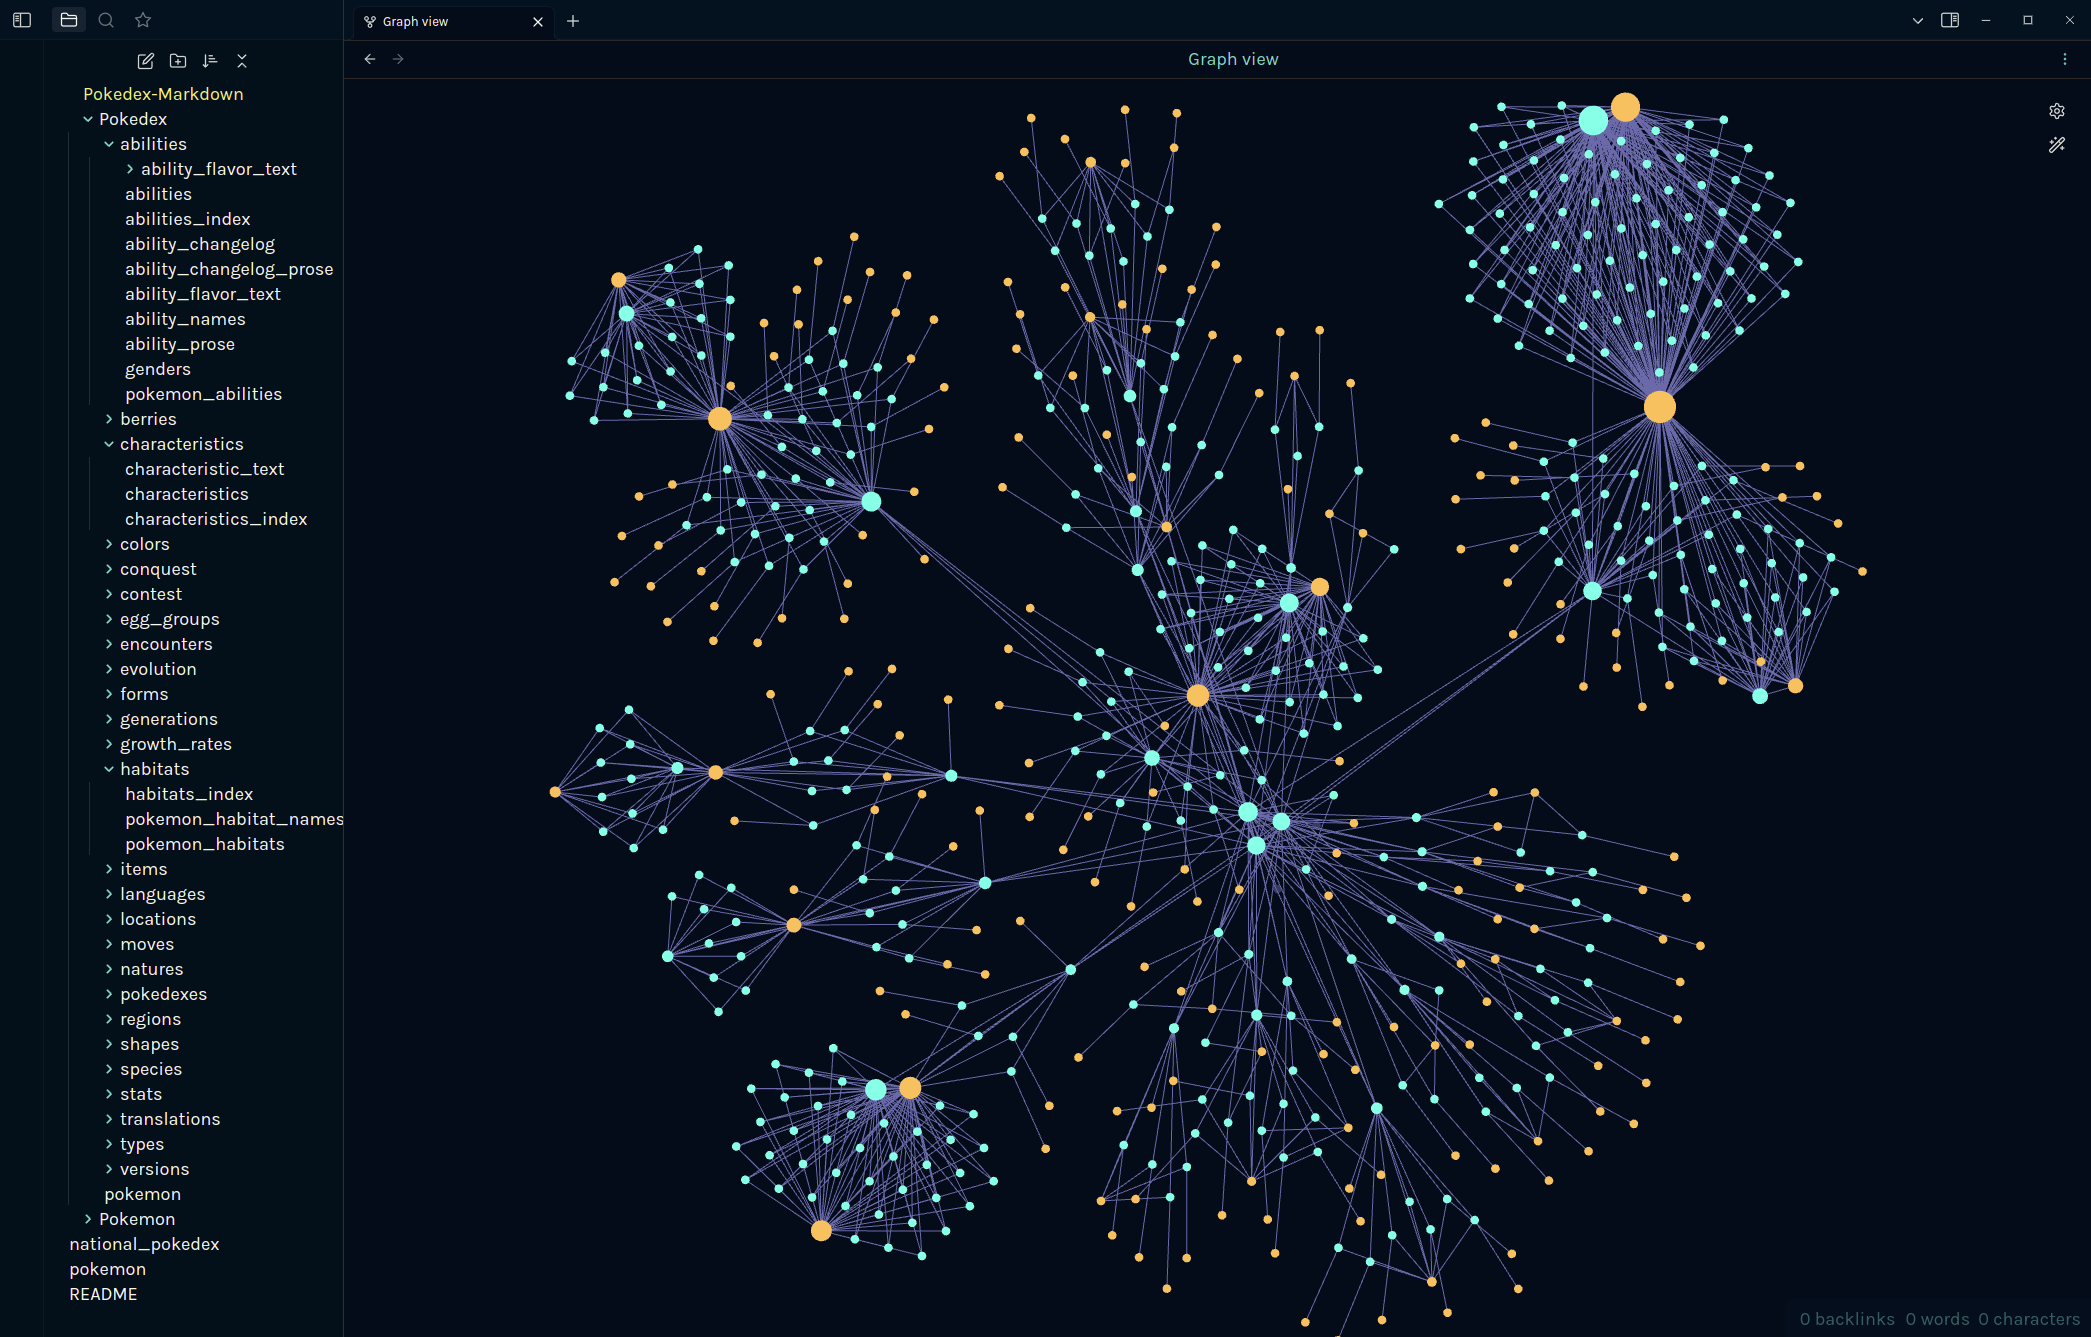 Graph view
Graph view
Pokedex-Markdown
Pokedex
abilities
ability_flavor_text
abilities
abilities_index
ability_changelog
ability_changelog_prose
ability_flavor_text
ability_names
ability_prose
genders
pokemon_abilities
berries
characteristics
characteristic_text
characteristics
characteristics_index
colors
conquest
contest
egg_groups
encounters
evolution
forms
generations
growth_rates
habitats
habitats_index
pokemon_habitat_names
pokemon_habitats
items
languages
locations
moves
natures
pokedexes
regions
shapes
species
stats
translations
types
versions
pokemon
Pokemon
national_pokedex
pokemon
README
0 backlinks 0 words 0 characters